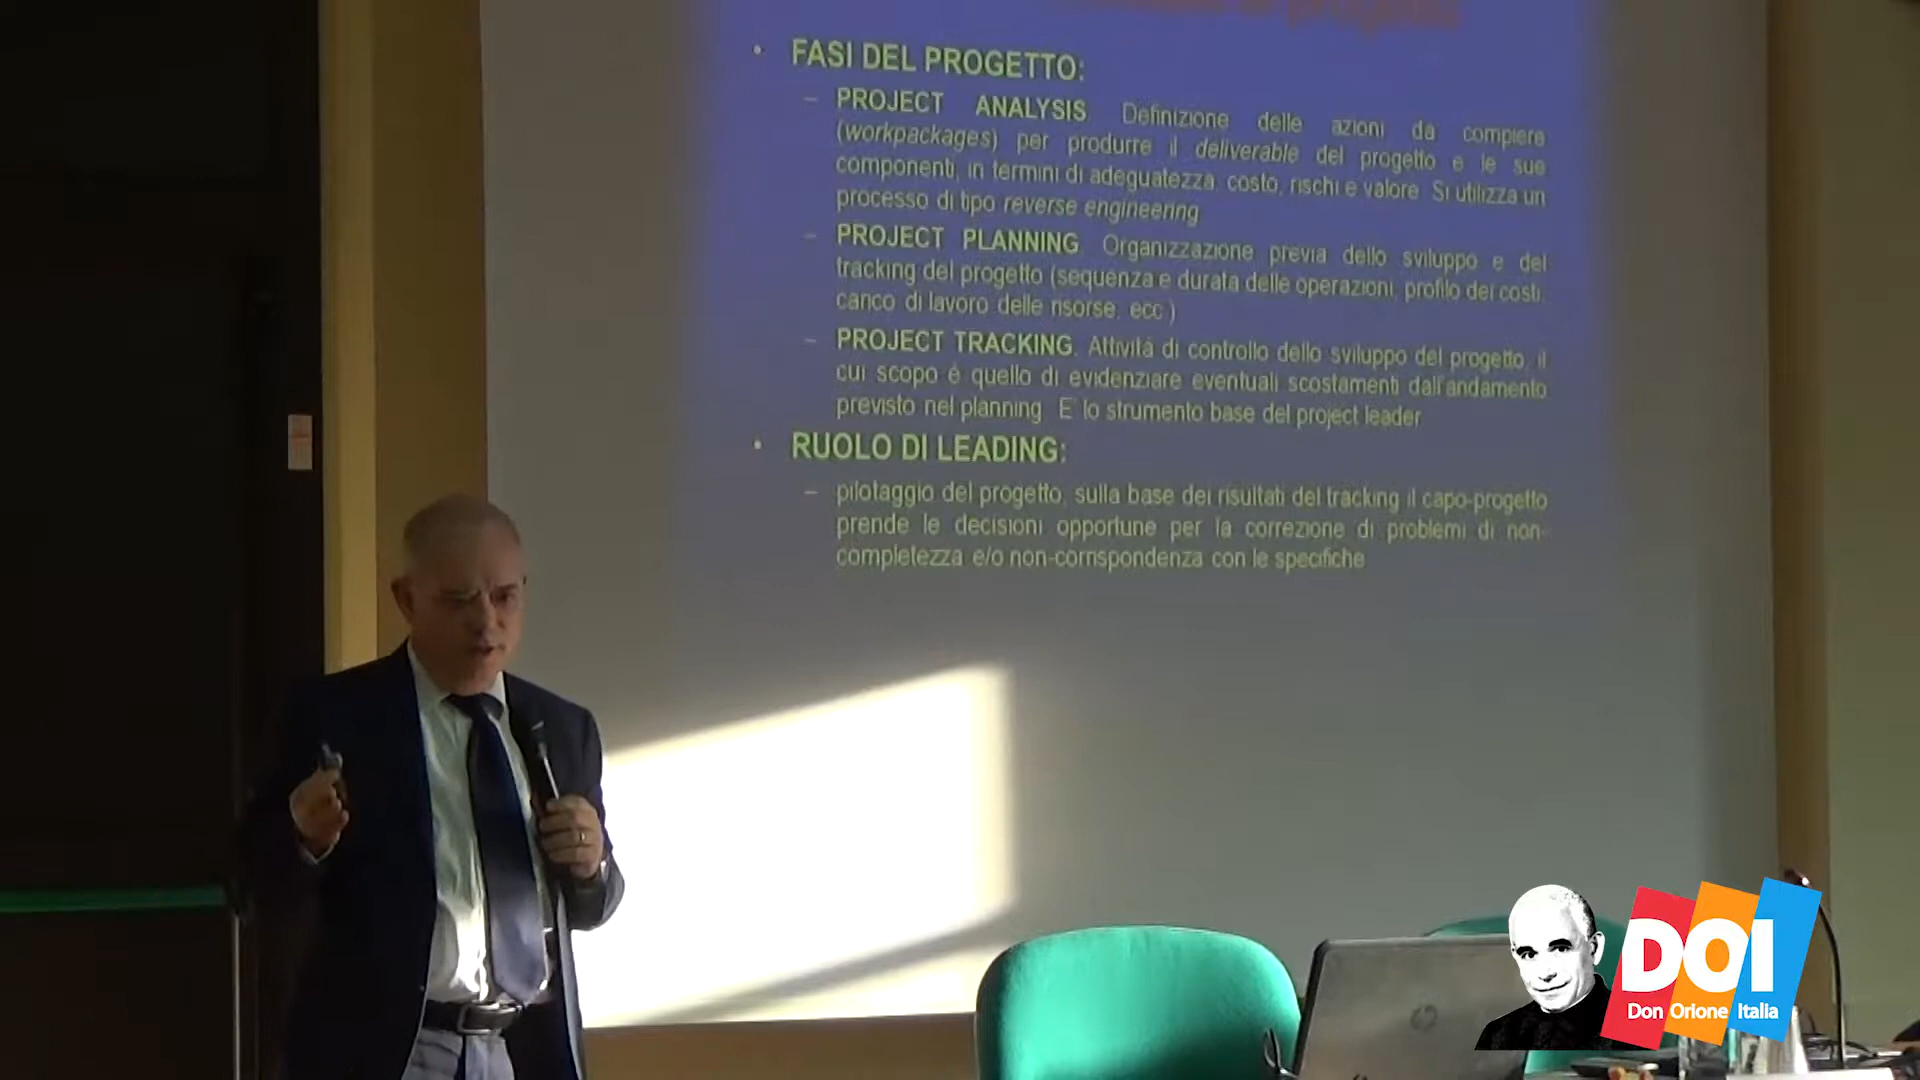 • FASI DEL PROGETTO:
– PROJECT ANALYSIS Definizione delle azioni da compiere
(workpackages) per produrre il deliverable del progetto e le sue
componenti, in termini di adeguatezza, costo, rischi e valore Si utilizza un
processo di tipo reverse engineering
– PROJECT PLANNING Organizzazione previa dello sviluppo e del
tracking del progetto (sequenza e durata delle operazioni, profilo dei costi,
carico di lavoro delle risorse, ecc.)
– PROJECT TRACKING. Attività di controllo dello sviluppo del progetto, il
cui scopo è quello di evidenziare eventuali scostamenti dall'andamento
previsto nel planning E' lo strumento base del project leader
• RUOLO DI LEADING:
– pilotaggio del progetto, sulla base dei risultati del tracking il capo-progetto
prende le decisioni opportune per la correzione di problemi di non-
completezza e/o non-corrispondenza con le specifiche
hp
DOI
Don Orione Italia